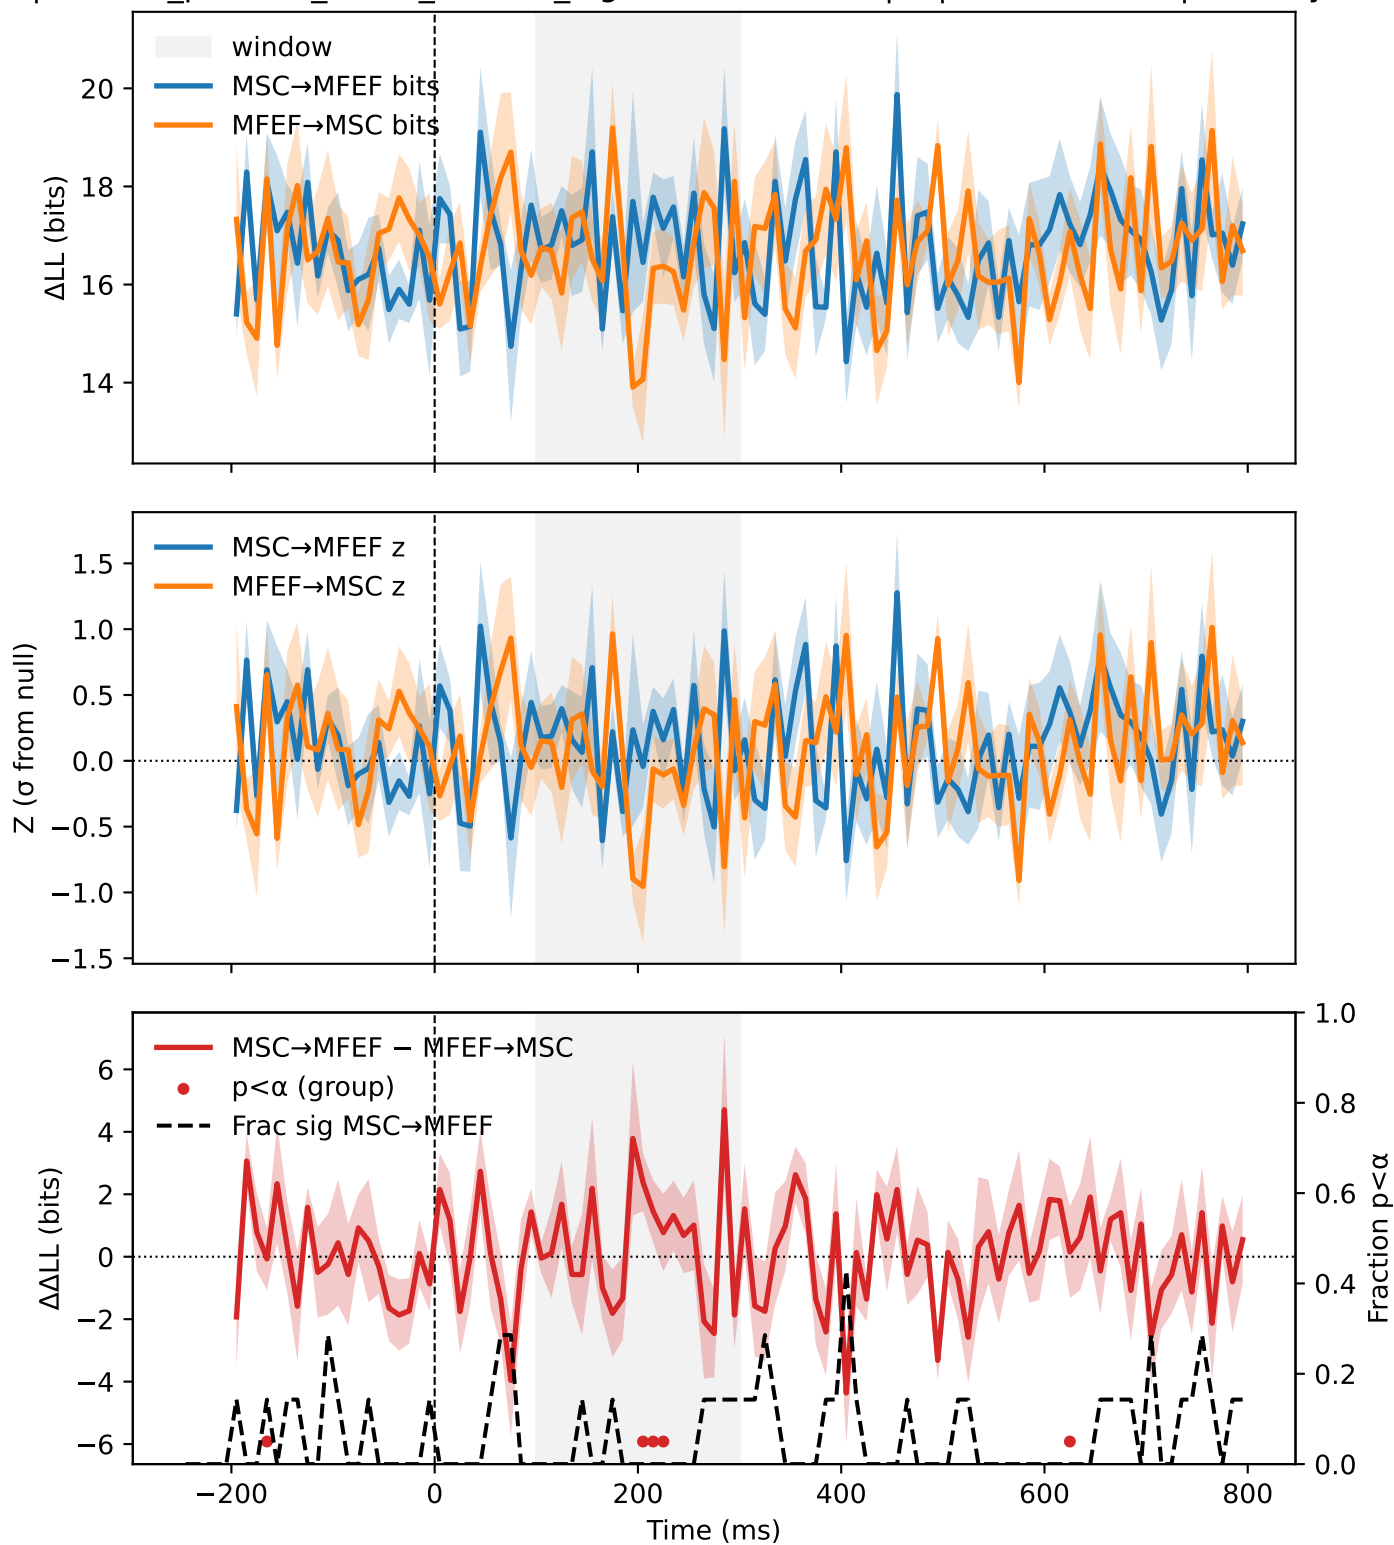 window
MSC→MFEF bits
MFEF→MSC bits
ΔLL (bits)
20
18
16
14
MSC→MFEF z
MFEF→MSC z
Z (σ from null)
1.5
1.0
0.5
0.0
−0.5
−1.0
−1.5
MSC→MFEF − MFEF→MSC
p<α (group)
Frac sig MSC→MFEF
ΔΔLL (bits)
6
4
2
0
−2
−4
−6
1.0
0.8
0.6
0.4
0.2
0.0
Fraction p<α
−200 0 200 400 600 800
Time (ms)